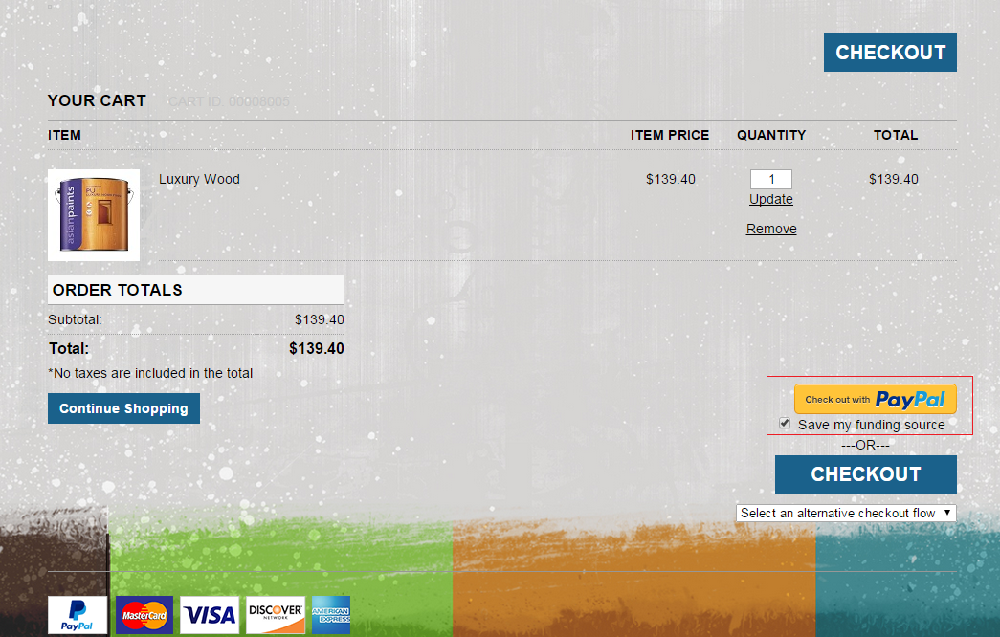 CHECKOUT
YOUR CART CART ID: 00008005
ITEM ITEM PRICE QUANTITY TOTAL
Luxury Wood $139.40 1 $139.40
Update
Remove
asianpaints
PU
ORDER TOTALS
Subtotal: $139.40
Total: $139.40
*No taxes are included in the total
Continue Shopping
Check out with PayPal
Save my funding source
---OR---
CHECKOUT
Select an alternative checkout flow
PayPal MasterCard VISA DISCOVER NETWORK AMERICAN EXPRESS